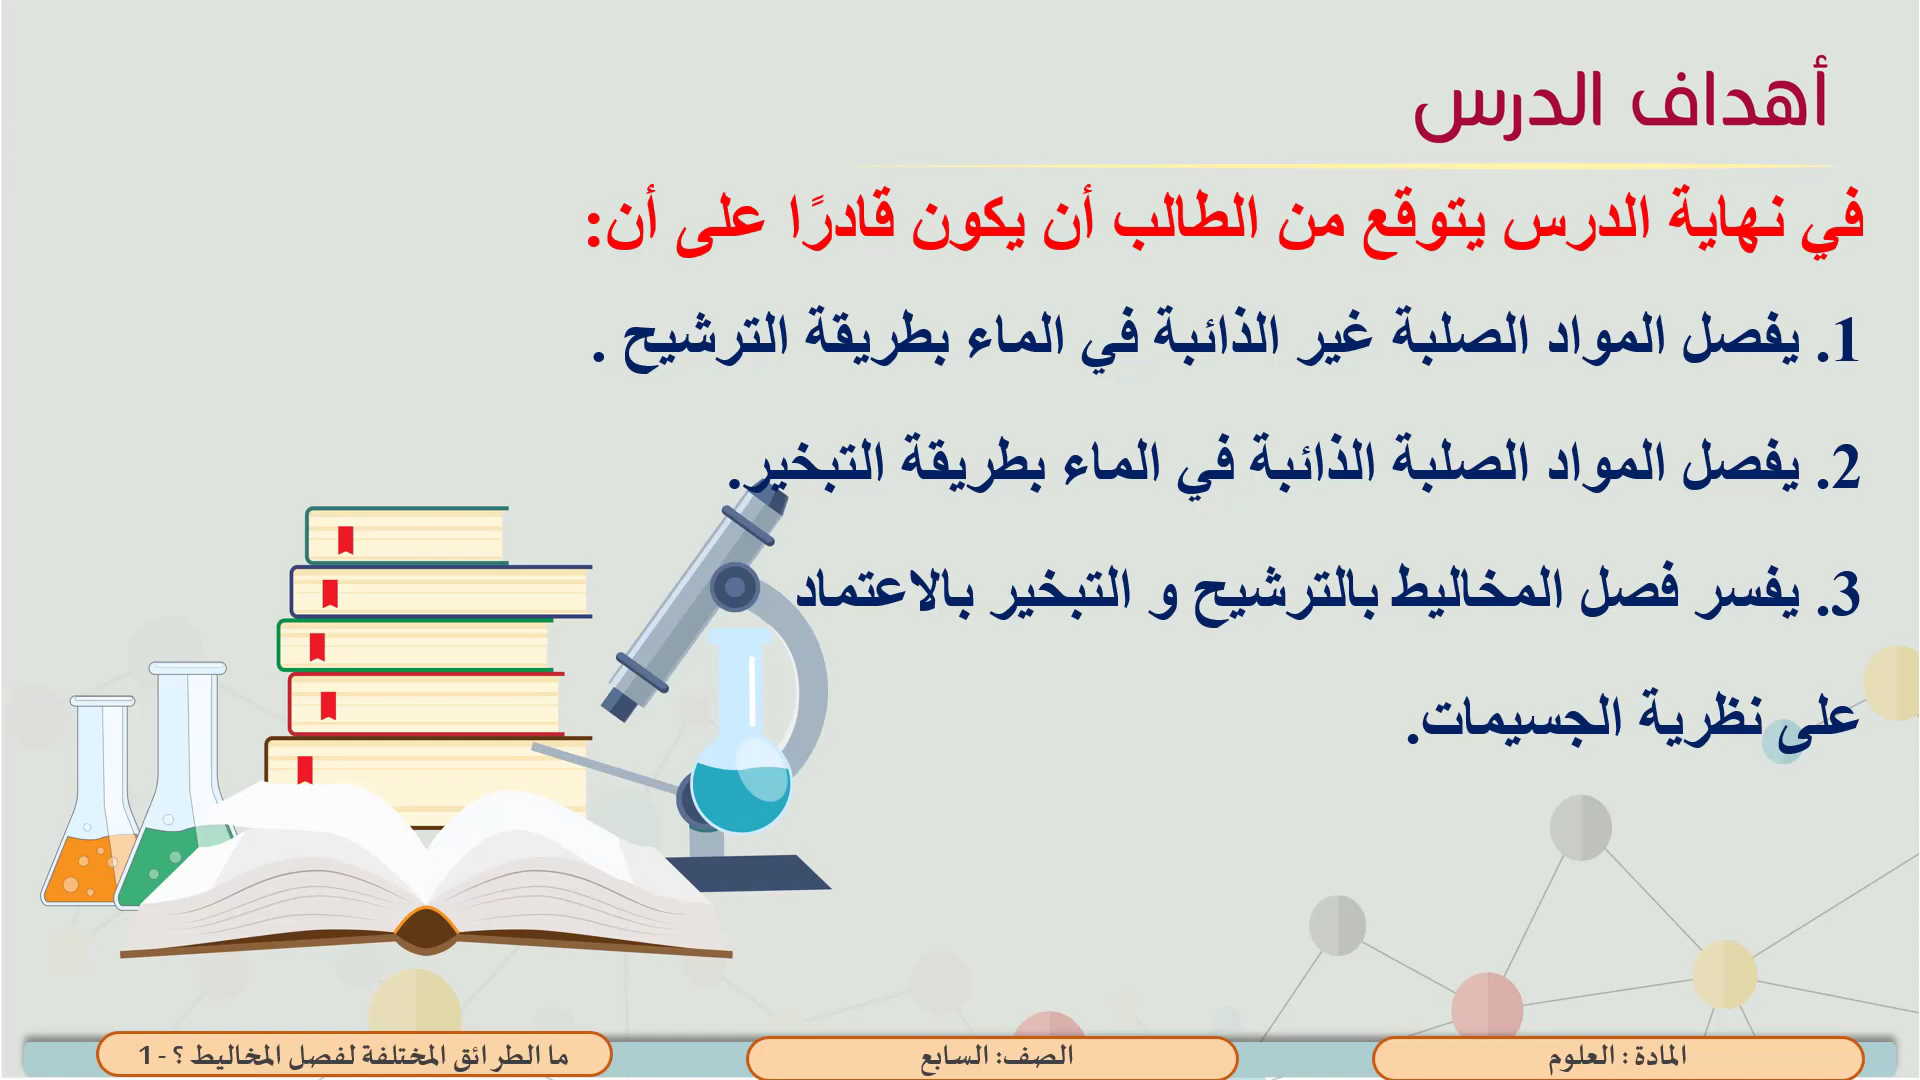 أهداف الدرس
في نهاية الدرس يتوقع من الطالب أن يكون قادرًا على أن:
1. يفصل المواد الصلبة غير الذائبة في الماء بطريقة الترشيح .
2. يفصل المواد الصلبة الذائبة في الماء بطريقة التبخير.
3. يفسر فصل المخاليط بالترشيح و التبخير بالاعتماد
على نظرية الجسيمات.
المادة : العلوم
الصف: السابع
ما الطرائق المختلفة لفصل المخاليط ؟ - 1